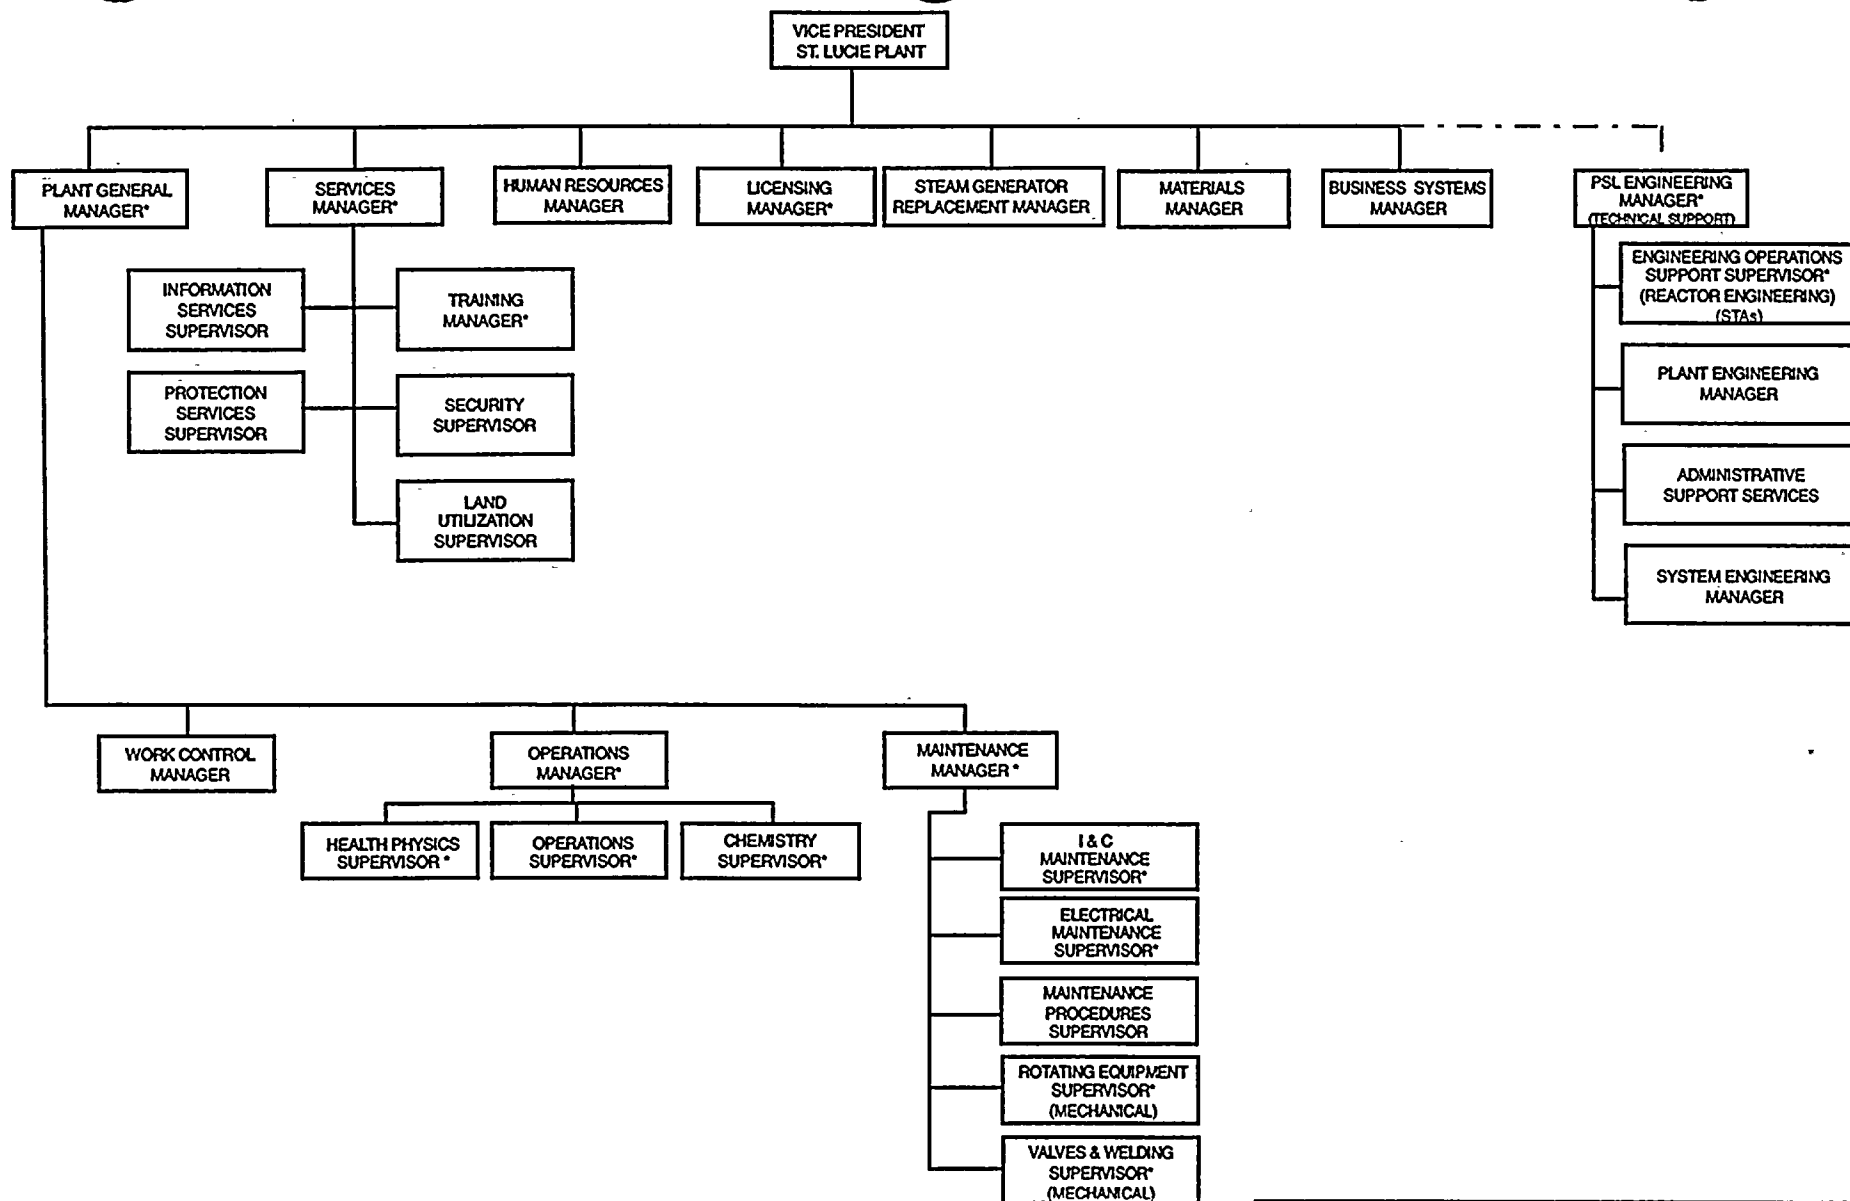 VICE PRESIDENT
ST. LUCIE PLANT
PLANT GENERAL
MANAGER*
SERVICES
MANAGER*
HUMAN RESOURCES
MANAGER
LICENSING
MANAGER*
STEAM GENERATOR
REPLACEMENT MANAGER
MATERIALS
MANAGER
BUSINESS SYSTEMS
MANAGER
PSL ENGINEERING
MANAGER*
(TECHNICAL SUPPORT)
INFORMATION
SERVICES
SUPERVISOR
TRAINING
MANAGER*
PROTECTION
SERVICES
SUPERVISOR
SECURITY
SUPERVISOR
LAND
UTILIZATION
SUPERVISOR
ENGINEERING OPERATIONS
SUPPORT SUPERVISOR*
(REACTOR ENGINEERING)
(STAs)
PLANT ENGINEERING
MANAGER
ADMINISTRATIVE
SUPPORT SERVICES
SYSTEM ENGINEERING
MANAGER
WORK CONTROL
MANAGER
OPERATIONS
MANAGER*
MAINTENANCE
MANAGER *
HEALTH PHYSICS
SUPERVISOR *
OPERATIONS
SUPERVISOR*
CHEMISTRY
SUPERVISOR*
I & C
MAINTENANCE
SUPERVISOR*
ELECTRICAL
MAINTENANCE
SUPERVISOR*
MAINTENANCE
PROCEDURES
SUPERVISOR
ROTATING EQUIPMENT
SUPERVISOR*
(MECHANICAL)
VALVES & WELDING
SUPERVISOR*
(MECHANICAL)